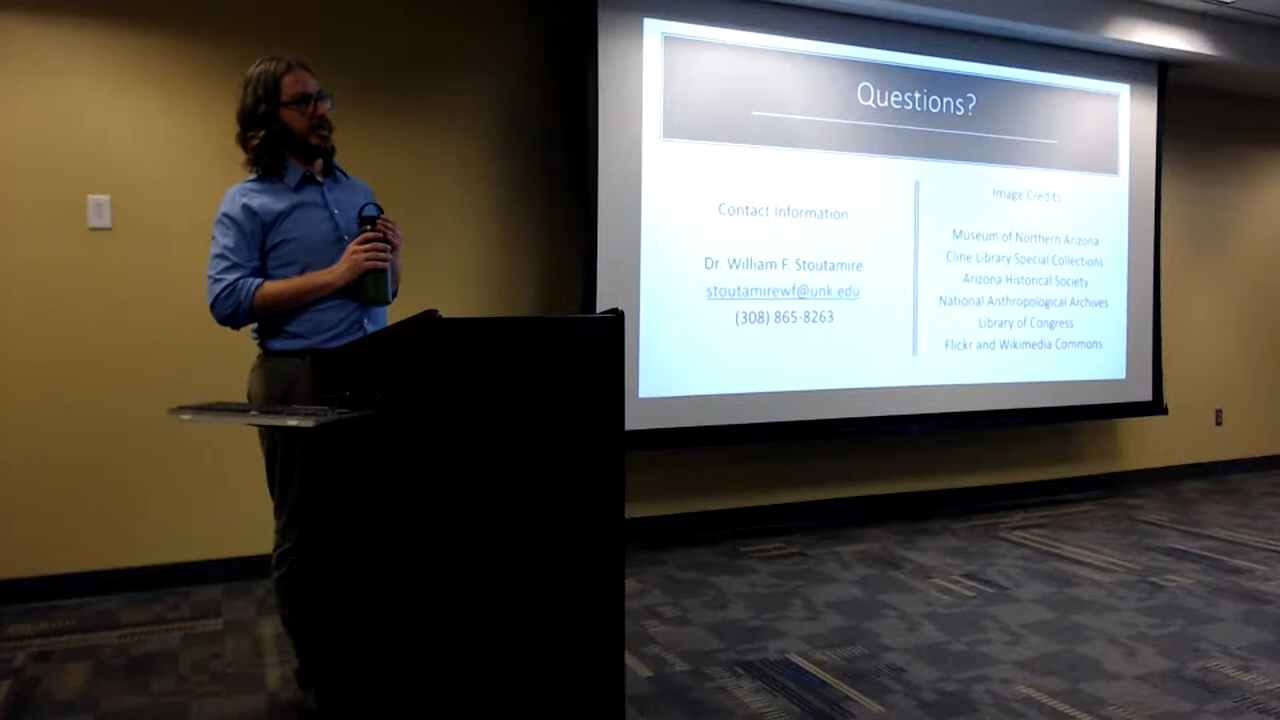 Questions?
Contact Information
Dr. William F. Stoutamire
stoutamirewf@unk.edu
(308) 865-8263
Image Credits
Museum of Northern Arizona
Cline Library Special Collections
Arizona Historical Society
National Anthropological Archives
Library of Congress
Flickr and Wikimedia Commons